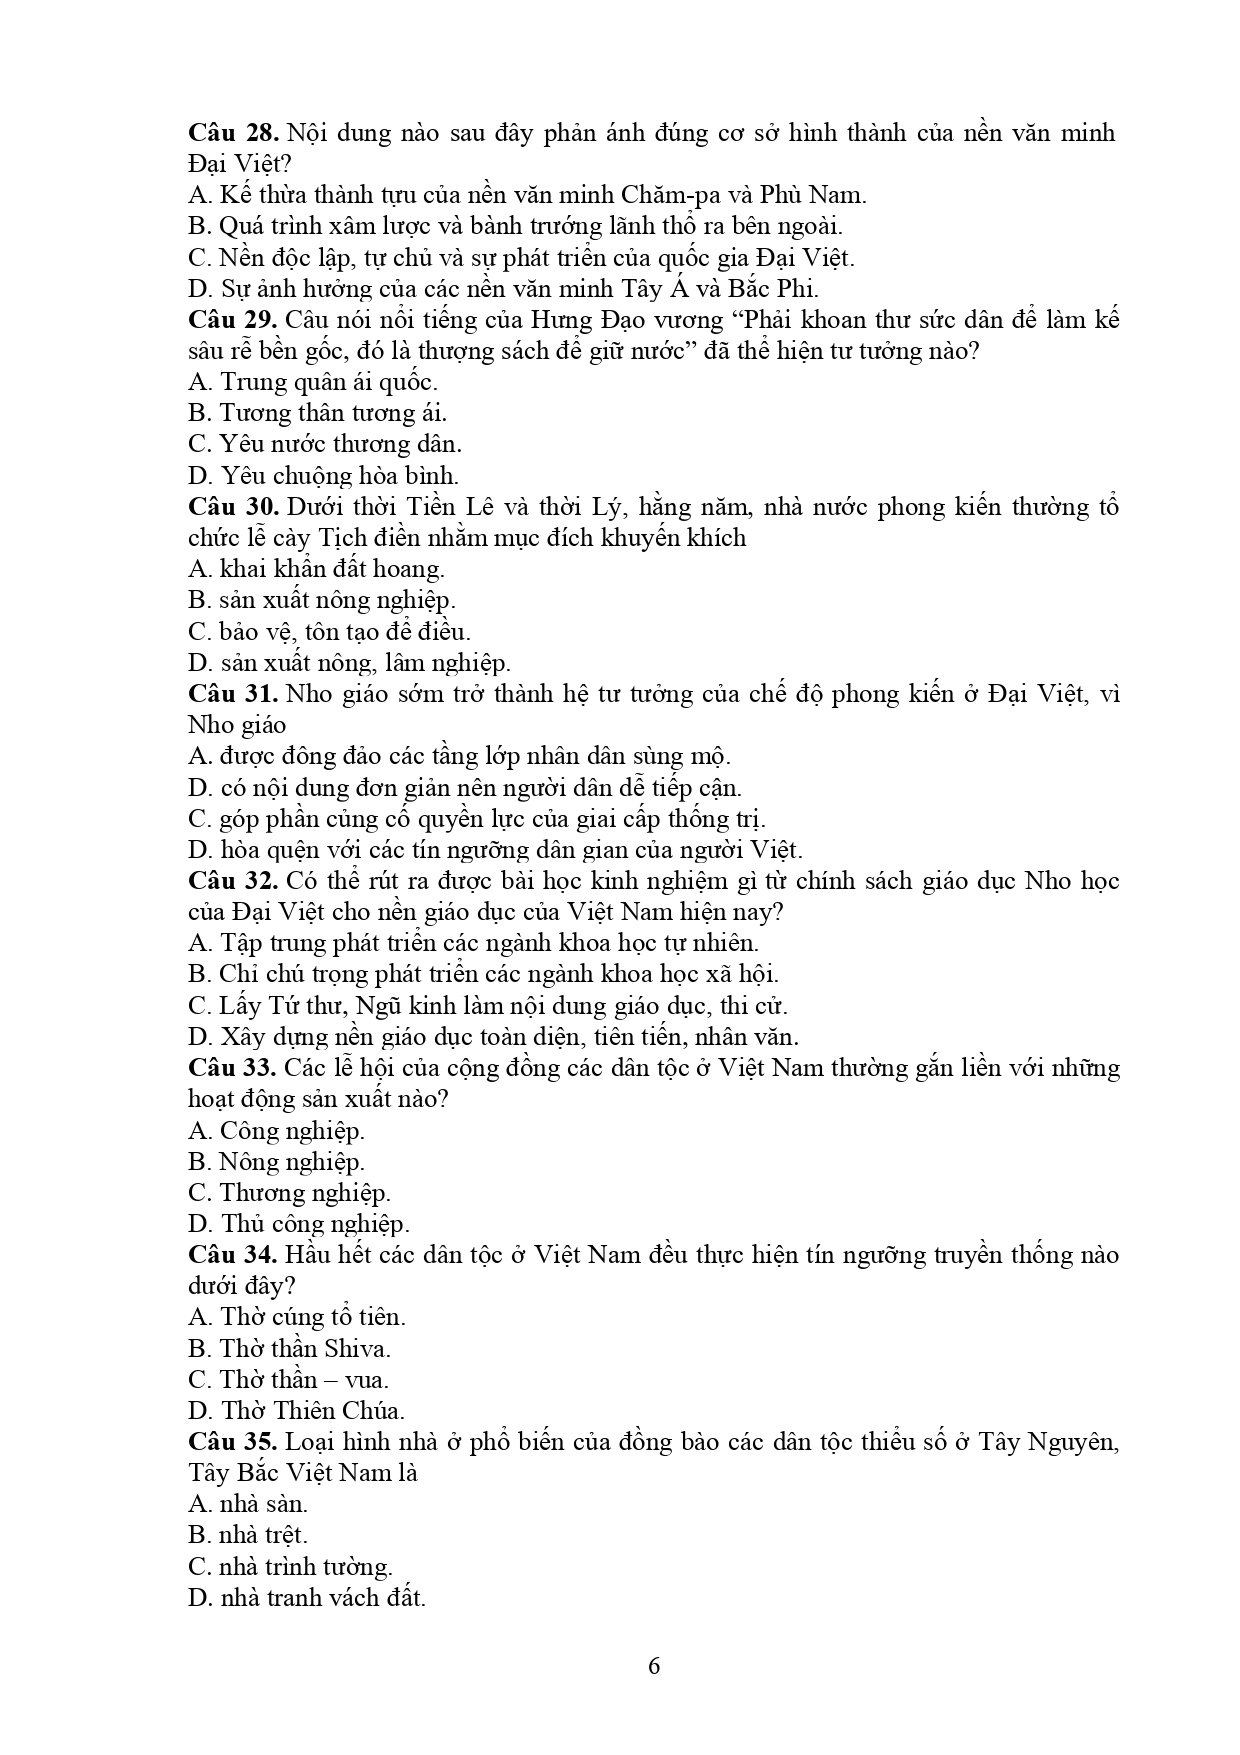 Câu 28. Nội dung nào sau đây phản ánh đúng cơ sở hình thành của nền văn minh
Đại Việt?
A. Kế thừa thành tựu của nền văn minh Chăm-pa và Phù Nam.
B. Quá trình xâm lược và bành trướng lãnh thổ ra bên ngoài.
C. Nền độc lập, tự chủ và sự phát triển của quốc gia Đại Việt.
D. Sự ảnh hưởng của các nền văn minh Tây Á và Bắc Phi.
Câu 29. Câu nói nổi tiếng của Hưng Đạo vương “Phải khoan thư sức dân để làm kế
sâu rễ bền gốc, đó là thượng sách để giữ nước” đã thể hiện tư tưởng nào?
A. Trung quân ái quốc.
B. Tương thân tương ái.
C. Yêu nước thương dân.
D. Yêu chuộng hòa bình.
Câu 30. Dưới thời Tiền Lê và thời Lý, hằng năm, nhà nước phong kiến thường tổ
chức lễ cày Tịch điền nhằm mục đích khuyến khích
A. khai khẩn đất hoang.
B. sản xuất nông nghiệp.
C. bảo vệ, tôn tạo để điều.
D. sản xuất nông, lâm nghiệp.
Câu 31. Nho giáo sớm trở thành hệ tư tưởng của chế độ phong kiến ở Đại Việt, vì
Nho giáo
A. được đông đảo các tầng lớp nhân dân sùng mộ.
D. có nội dung đơn giản nên người dân dễ tiếp cận.
C. góp phần củng cố quyền lực của giai cấp thống trị.
D. hòa quện với các tín ngưỡng dân gian của người Việt.
Câu 32. Có thể rút ra được bài học kinh nghiệm gì từ chính sách giáo dục Nho học
của Đại Việt cho nền giáo dục của Việt Nam hiện nay?
A. Tập trung phát triển các ngành khoa học tự nhiên.
B. Chỉ chú trọng phát triển các ngành khoa học xã hội.
C. Lấy Tứ thư, Ngũ kinh làm nội dung giáo dục, thi cử.
D. Xây dựng nền giáo dục toàn diện, tiên tiến, nhân văn.
Câu 33. Các lễ hội của cộng đồng các dân tộc ở Việt Nam thường gắn liền với những
hoạt động sản xuất nào?
A. Công nghiệp.
B. Nông nghiệp.
C. Thương nghiệp.
D. Thủ công nghiệp.
Câu 34. Hầu hết các dân tộc ở Việt Nam đều thực hiện tín ngưỡng truyền thống nào
dưới đây?
A. Thờ cúng tổ tiên.
B. Thờ thần Shiva.
C. Thờ thần – vua.
D. Thờ Thiên Chúa.
Câu 35. Loại hình nhà ở phổ biến của đồng bào các dân tộc thiểu số ở Tây Nguyên,
Tây Bắc Việt Nam là
A. nhà sàn.
B. nhà trệt.
C. nhà trình tường.
D. nhà tranh vách đất.
6